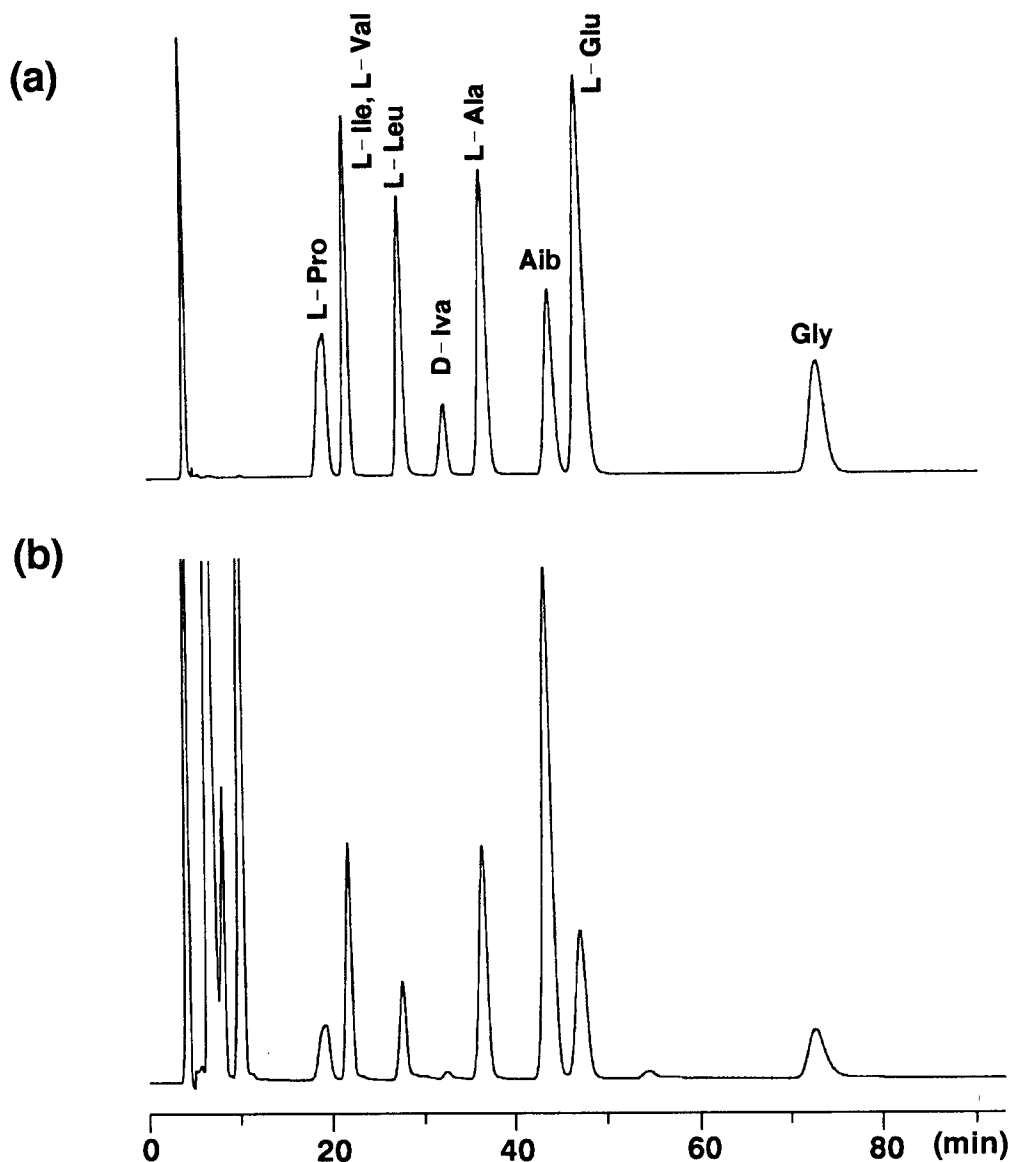 (a)
L-Pro
L-Ile, L-Val
L-Leu
D-Iva
L-Ala
Aib
L-Glu
Gly
(b)
0 20 40 60 80 (min)